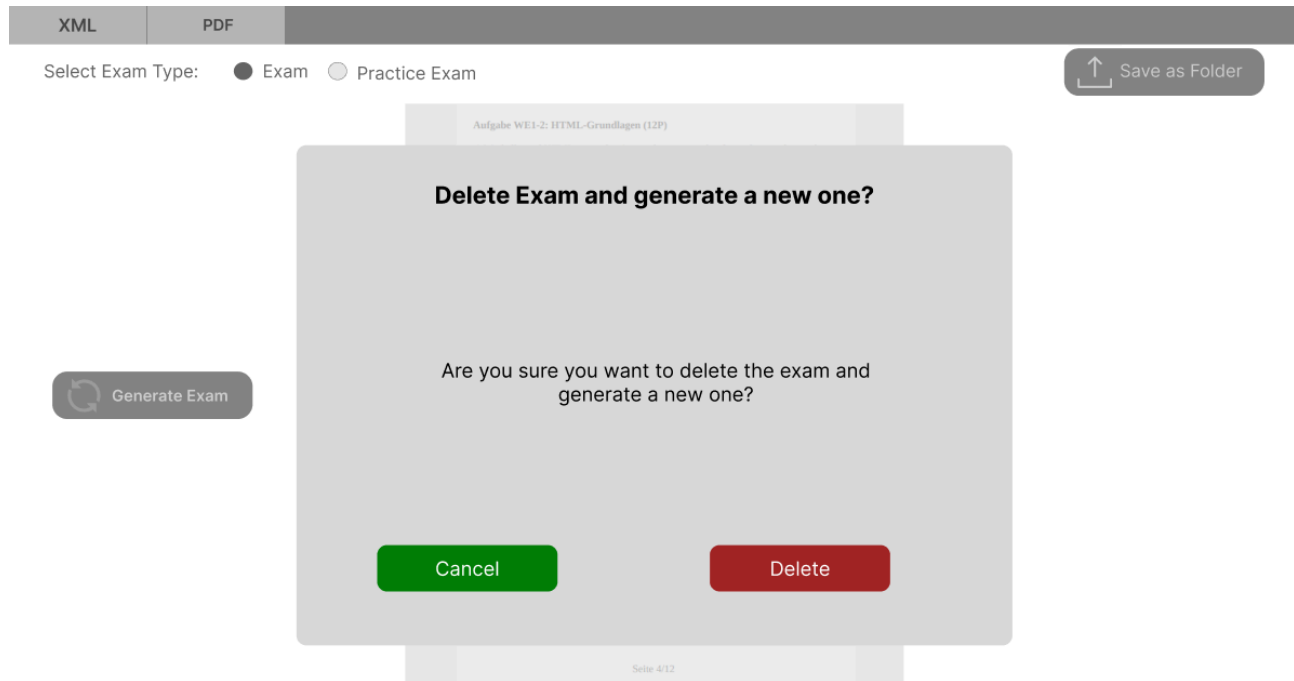 XML
PDF
Select Exam Type:
Exam
Practice Exam
Save as Folder
Aufgabe WE1-2: HTML-Grundlagen (12P)
Delete Exam and generate a new one?
Are you sure you want to delete the exam and
generate a new one?
Generate Exam
Cancel
Delete
Seite 4/12